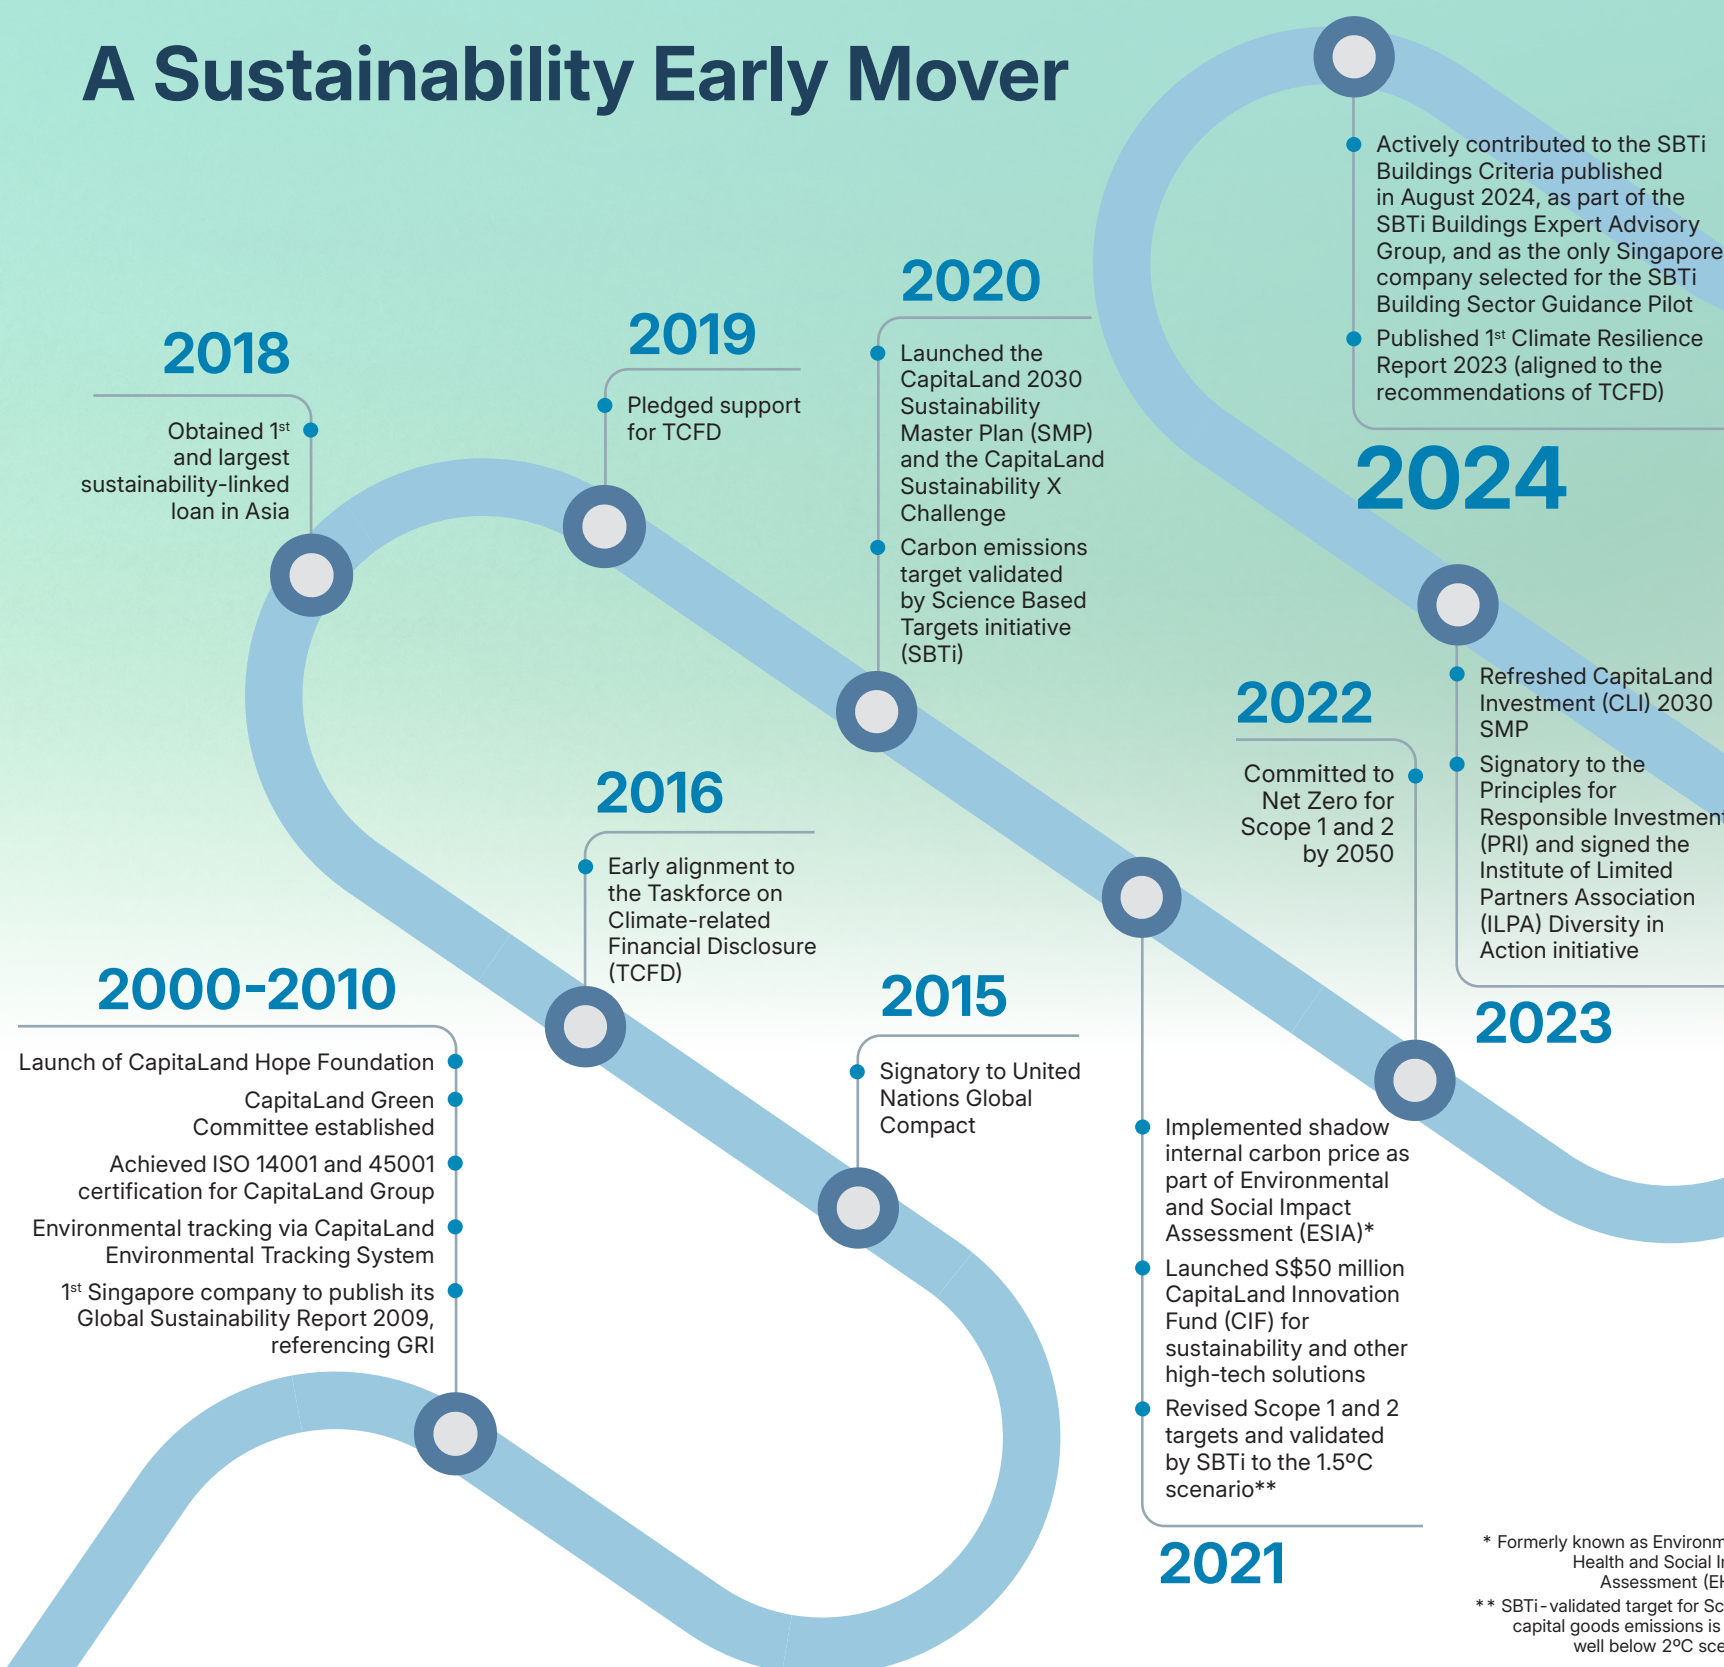 A Sustainability Early Mover
2000-2010
Launch of CapitaLand Hope Foundation
CapitaLand Green
Committee established
Achieved ISO 14001 and 45001
certification for CapitaLand Group
Environmental tracking via CapitaLand
Environmental Tracking System
1st Singapore company to publish its
Global Sustainability Report 2009,
referencing GRI
2015
Signatory to United
Nations Global
Compact
2016
Early alignment to
the Taskforce on
Climate-related
Financial Disclosure
(TCFD)
2018
Obtained 1st
and largest
sustainability-linked
loan in Asia
2019
Pledged support
for TCFD
2020
Launched the
CapitaLand 2030
Sustainability
Master Plan (SMP)
and the CapitaLand
Sustainability X
Challenge
Carbon emissions
target validated
by Science Based
Targets initiative
(SBTi)
Implemented shadow
internal carbon price as
part of Environmental
and Social Impact
Assessment (ESIA)*
Launched S$50 million
CapitaLand Innovation
Fund (CIF) for
sustainability and other
high-tech solutions
Revised Scope 1 and 2
targets and validated
by SBTi to the 1.5ºC
scenario**
2021
2022
Committed to
Net Zero for
Scope 1 and 2
by 2050
Refreshed CapitaLand
Investment (CLI) 2030
SMP
Signatory to the
Principles for
Responsible Investment
(PRI) and signed the
Institute of Limited
Partners Association
(ILPA) Diversity in
Action initiative
2023
Actively contributed to the SBTi
Buildings Criteria published
in August 2024, as part of the
SBTi Buildings Expert Advisory
Group, and as the only Singapore
company selected for the SBTi
Building Sector Guidance Pilot
Published 1st Climate Resilience
Report 2023 (aligned to the
recommendations of TCFD)
2024
* Formerly known as
Health and Social
Assessment
** SBTi-validated target for
capital goods emissions is
well below 2ºC